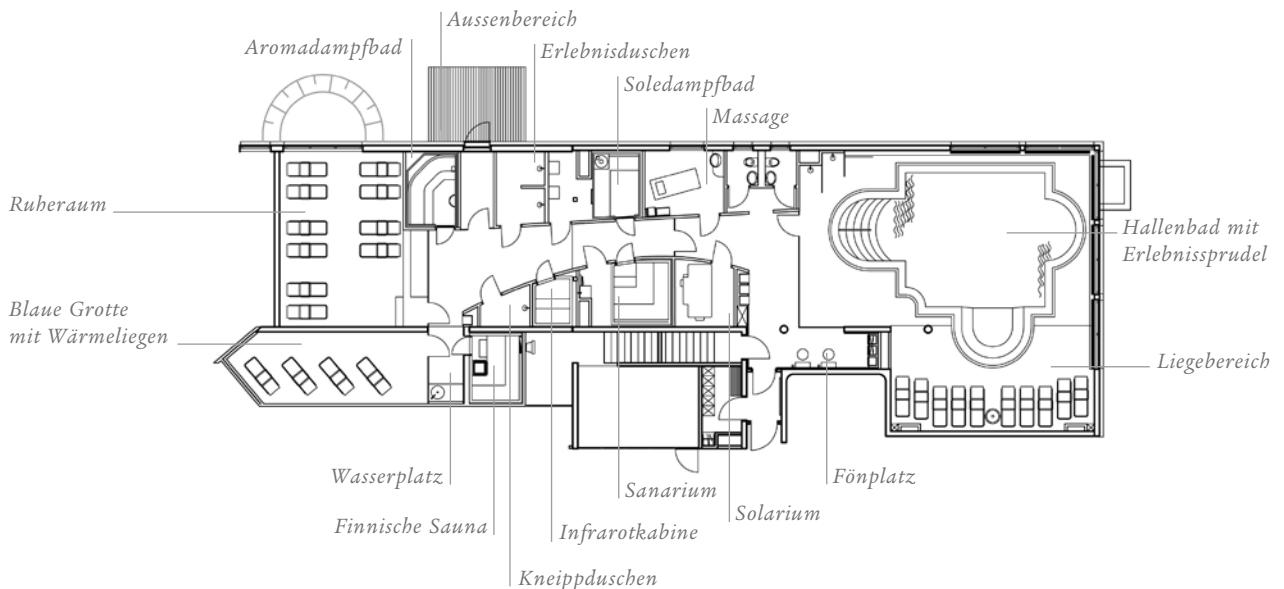 Aussenbereich
Aromadampfbad
Erlebnisduschen
Soledampfbad
Massage
Ruheraum
Hallenbad mit
Erlebnissprudel
Blaue Grotte
mit Wärmeliegen
Liegebereich
Wasserplatz
Sanarium
Fönplatz
Finnische Sauna
Infrarotkabine
Solarium
Kneippduschen